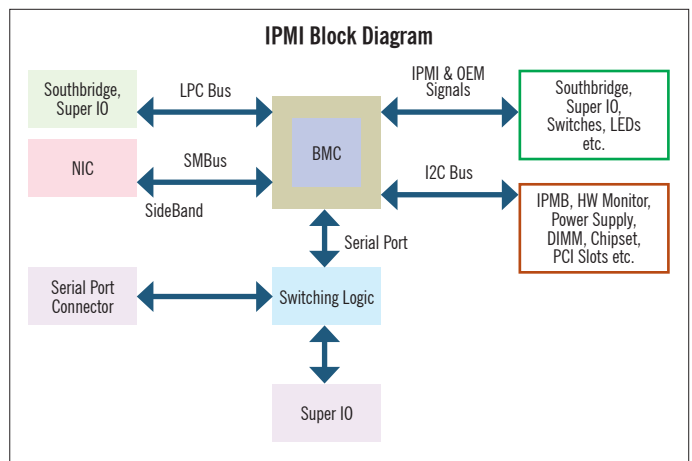 IPMI Block Diagram
Southbridge,
Super IO
LPC Bus
BMC
IPMI & OEM
Signals
Southbridge,
Super IO,
Switches, LEDs
etc.
NIC
SMBus
SideBand
I2C Bus
IPMB, HW Monitor,
Power Supply,
DIMM, Chipset,
PCI Slots etc.
Serial Port
Serial Port
Connector
Switching Logic
Super IO